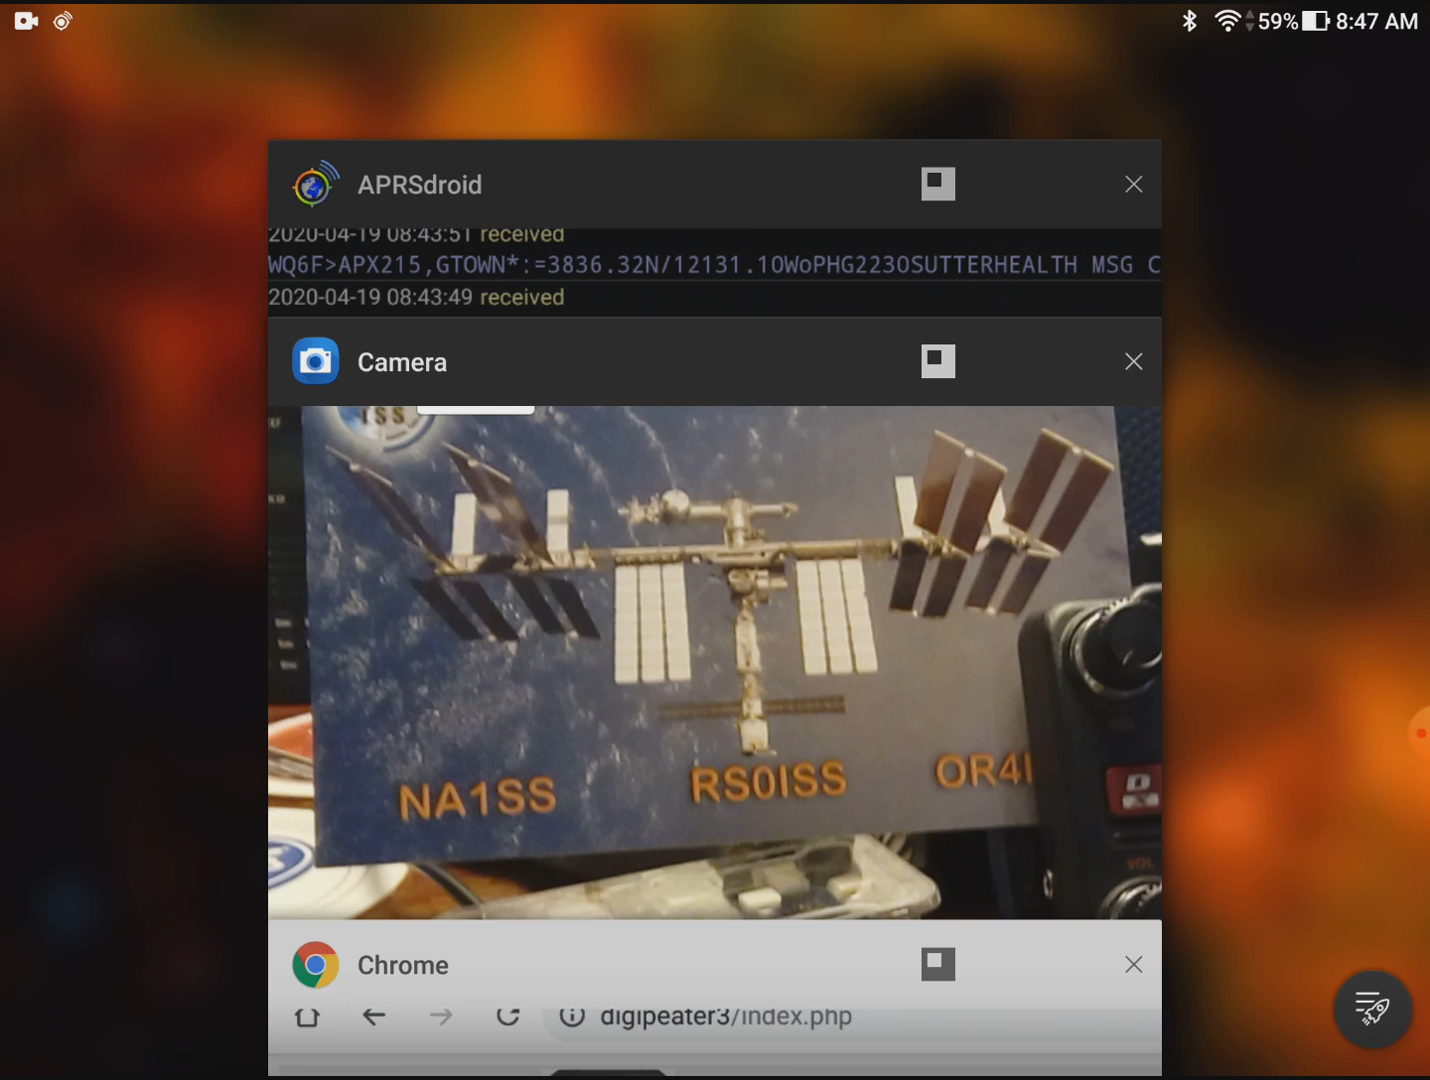 59% 8:47 AM
APRSdroid
2020-04-19 08:43:51 received
WQ6F>APX215,GTOWN*:=3836.32N/12131.10WoPHG2230SUTTERHEALTH MSG C
2020-04-19 08:43:49 received
Camera
ISS
NA1SS RS0ISS OR4I
VOL
Chrome
digipeater3/index.php